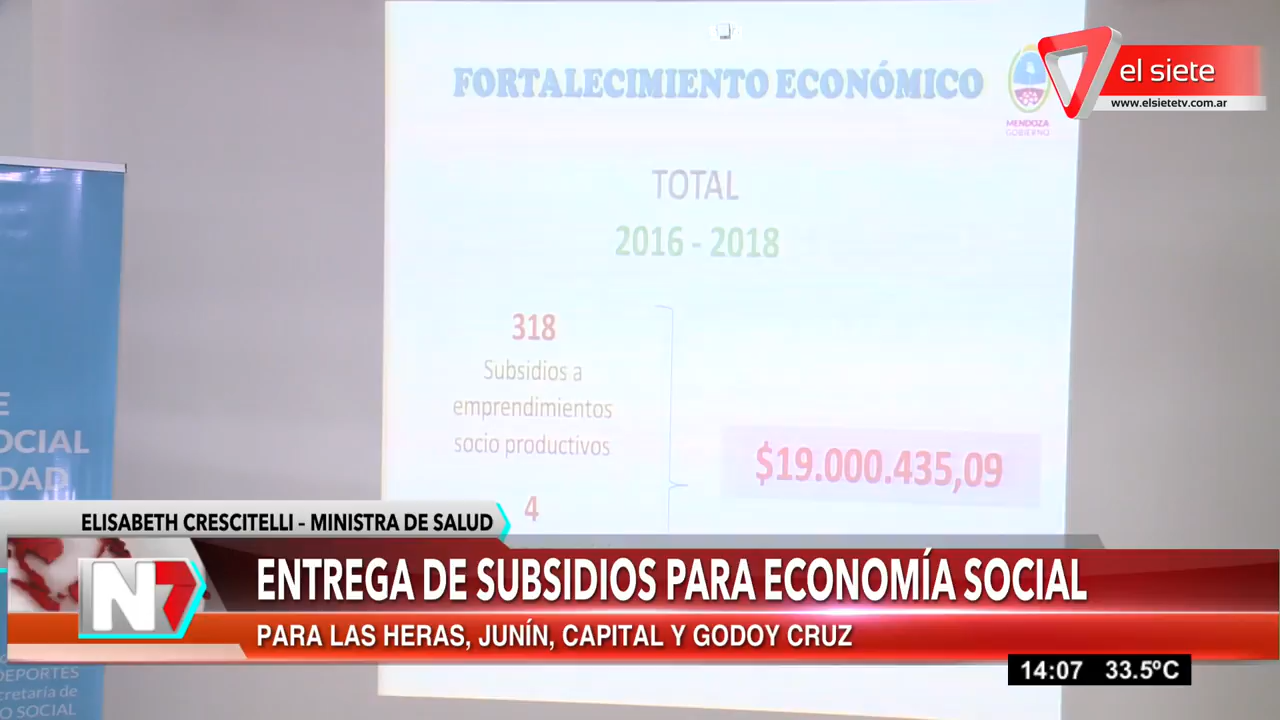 FORTALECIMIENTO ECONÓMICO
MENDOZA
GOBIERNO
el siete
www.elsietetv.com.ar
TOTAL
2016 - 2018
318
Subsidios a
emprendimientos
socio productivos
$19.000.435,09
4
E
OCIAL
DAD
ELISABETH CRESCITELLI - MINISTRA DE SALUD
N7
ENTREGA DE SUBSIDIOS PARA ECONOMÍA SOCIAL
PARA LAS HERAS, JUNÍN, CAPITAL Y GODOY CRUZ
DEPORTES
cretaría de
O SOCIAL
14:07 33.5ºC